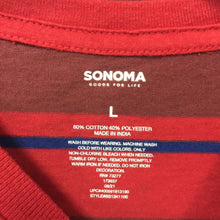 SONOMA
GOODS FOR LIFE
L
60% COTTON 40% POLYESTER
MADE IN INDIA
WASH BEFORE WEARING. MACHINE WASH
COLD WITH LIKE COLORS. ONLY
NON-CHLORINE BLEACH WHEN NEEDED.
TUMBLE DRY LOW. REMOVE PROMPTLY.
WARM IRON IF NEEDED. DO NOT IRON
DECORATION.
RN# 73277